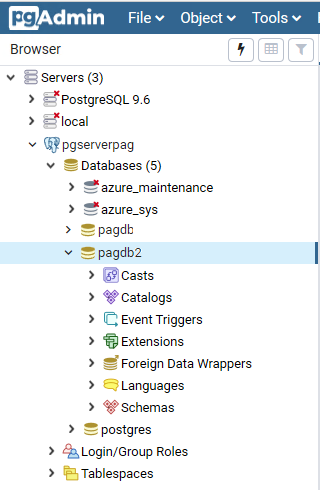 pgAdmin File Object Tools
Browser
Servers (3)
PostgreSQL 9.6
local
pgserverpag
Databases (5)
azure_maintenance
azure_sys
pagdb
pagdb2
Casts
Catalogs
Event Triggers
Extensions
Foreign Data Wrappers
Languages
Schemas
postgres
Login/Group Roles
Tablespaces